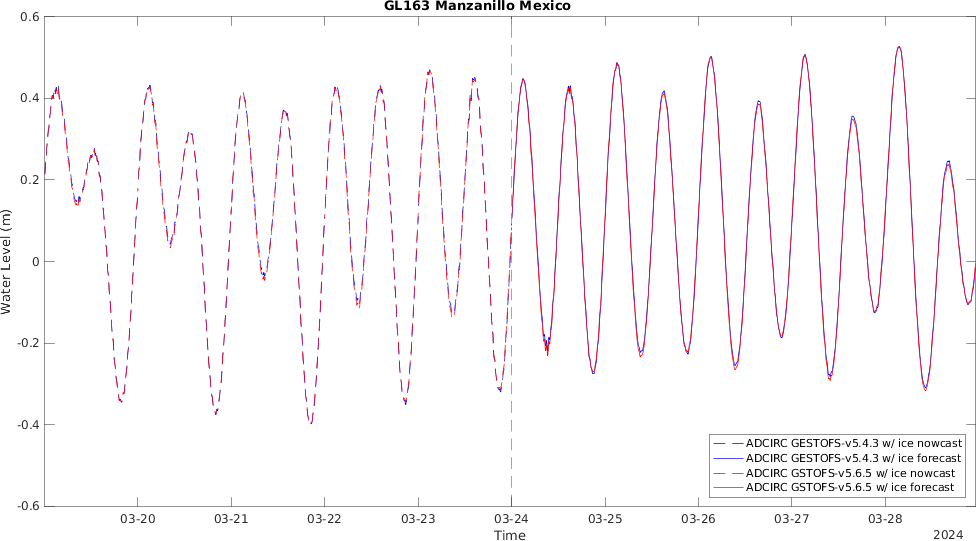 GL163 Manzanillo Mexico
Water Level (m)
0.6
0.4
0.2
0
-0.2
-0.4
-0.6
03-20 03-21 03-22 03-23 03-24 03-25 03-26 03-27 03-28
Time
2024
ADCIRC GESTOFS-v5.4.3 w/ ice nowcast
ADCIRC GESTOFS-v5.4.3 w/ ice forecast
ADCIRC GSTOFS-v5.6.5 w/ ice nowcast
ADCIRC GSTOFS-v5.6.5 w/ ice forecast